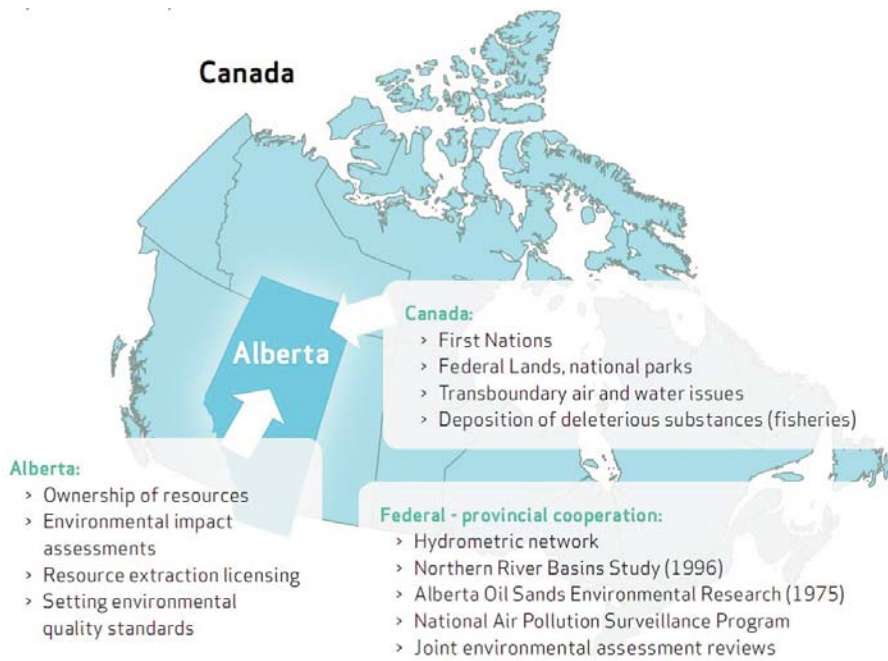 Canada
Alberta
Canada:
› First Nations
› Federal Lands, national parks
› Transboundary air and water issues
› Deposition of deleterious substances (fisheries)
Alberta:
› Ownership of resources
› Environmental impact
assessments
› Resource extraction licensing
› Setting environmental
quality standards
Federal - provincial cooperation:
› Hydrometric network
› Northern River Basins Study (1996)
› Alberta Oil Sands Environmental Research (1975)
› National Air Pollution Surveillance Program
› Joint environmental assessment reviews